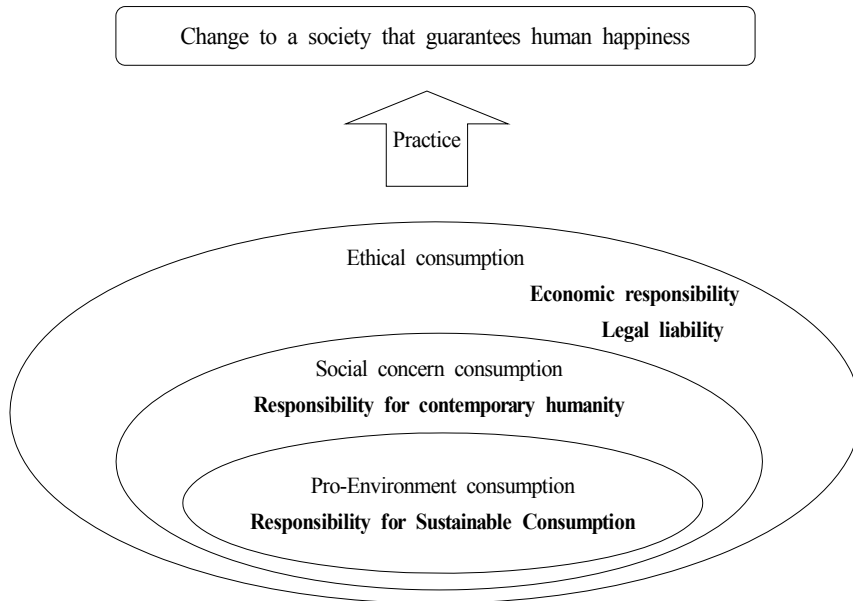 Change to a society that guarantees human happiness
Practice
Ethical consumption
Economic responsibility
Legal liability
Social concern consumption
Responsibility for contemporary humanity
Pro-Environment consumption
Responsibility for Sustainable Consumption